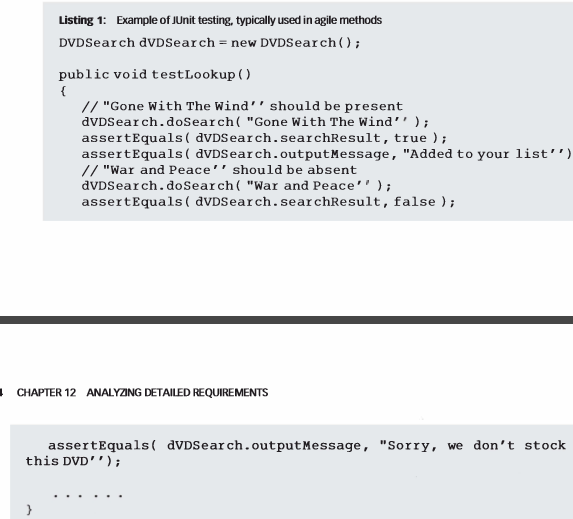 Listing 1: Example of JUnit testing, typically used in agile methods
DVDSearch dVDSearch = new DVDSearch();
public void testLookup()
{
// "Gone With The Wind'' should be present
dVDSearch.doSearch( "Gone With The Wind'' );
assertEquals( dVDSearch.searchResult, true );
assertEquals( dVDSearch.outputMessage, "Added to your list'')
// "War and Peace'' should be absent
dVDSearch.doSearch( "War and Peace'' );
assertEquals( dVDSearch.searchResult, false );
CHAPTER 12 ANALYZING DETAILED REQUIREMENTS
assertEquals( dVDSearch.outputMessage, "Sorry, we don't stock
this DVD'');
. . . . . .
}